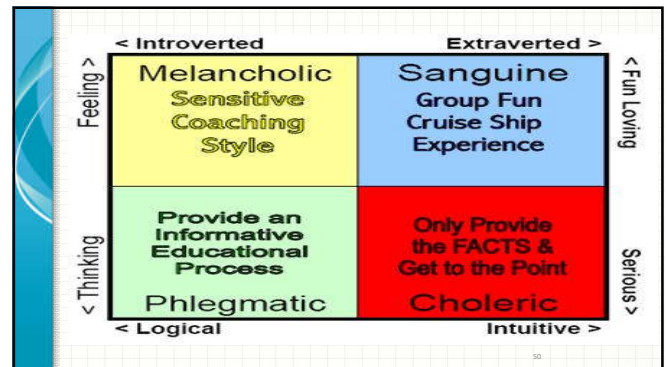 < Introverted Extraverted >
Feeling >
Melancholic
Sensitive
Coaching
Style
Sanguine
Group Fun
Cruise Ship
Experience
< Fun Loving
< Thinking
Provide an
Informative
Educational
Process
Phlegmatic
Only Provide
the FACTS &
Get to the Point
Choleric
Serious >
< Logical Intuitive >
50